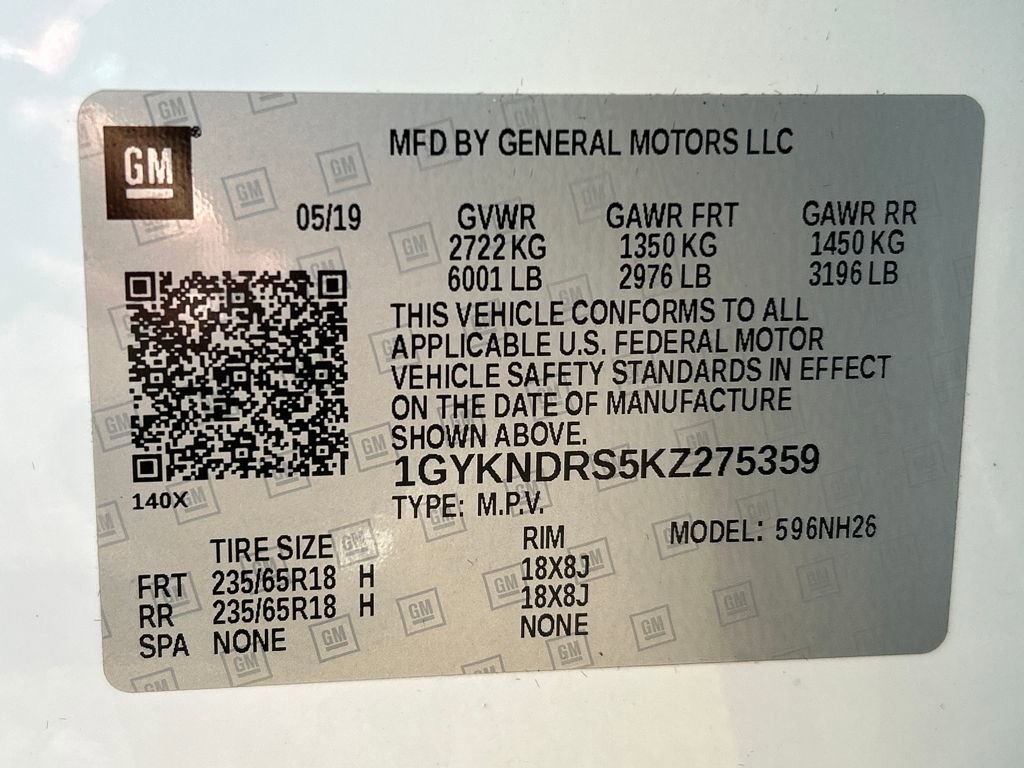 GM
MFD BY GENERAL MOTORS LLC
05/19 GVWR GAWR FRT GAWR RR
2722 KG 1350 KG 1450 KG
6001 LB 2976 LB 3196 LB
THIS VEHICLE CONFORMS TO ALL
APPLICABLE U.S. FEDERAL MOTOR
VEHICLE SAFETY STANDARDS IN EFFECT
ON THE DATE OF MANUFACTURE
SHOWN ABOVE.
1GYKNDRS5KZ275359
140X
TYPE: M.P.V.
MODEL: 596NH26
TIRE SIZE RIM
FRT 235/65R18 H 18X8J
RR 235/65R18 H 18X8J
SPA NONE NONE